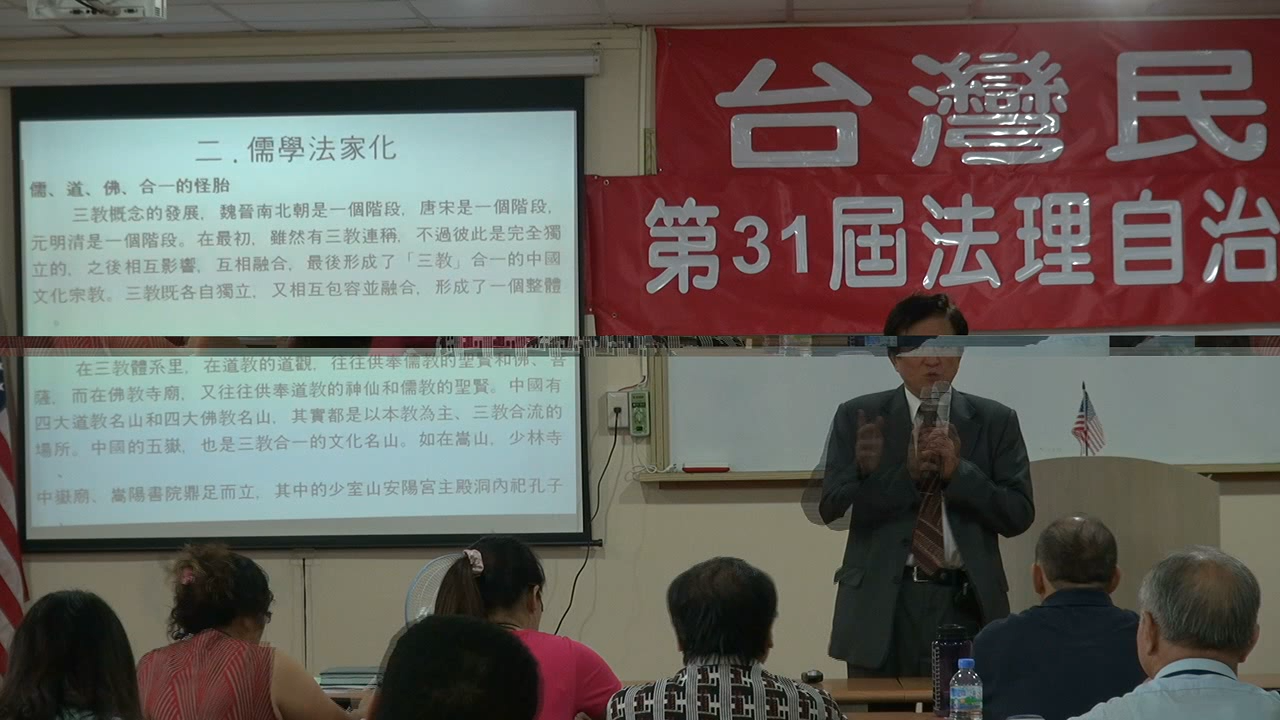 二．儒學法家化
儒、道、佛、合一的怪胎
三教概念的發展，魏晉南北朝是一個階段，唐宋是一個階段，
元明清是一個階段。在最初，雖然有三教連稱，不過彼此是完全獨
立的，之後相互影響，互相融合，最後形成了「三教」合一的中國
文化宗教。三教既各自獨立，又相互包容並融合，形成了一個整體
。
在三教體系里，在道教的道觀，往往供奉儒教的聖賢和佛、菩
薩，而在佛教寺廟，又往往供奉道教的神仙和儒教的聖賢。中國有
四大道教名山和四大佛教名山，其實都是以本教為主、三教合流的
場所。中國的五嶽，也是三教合一的文化名山。如在嵩山，少林寺
、
中嶽廟、嵩陽書院鼎足而立，其中的少室山安陽宮主殿洞內祀孔子
台灣民
第31屆法理自治